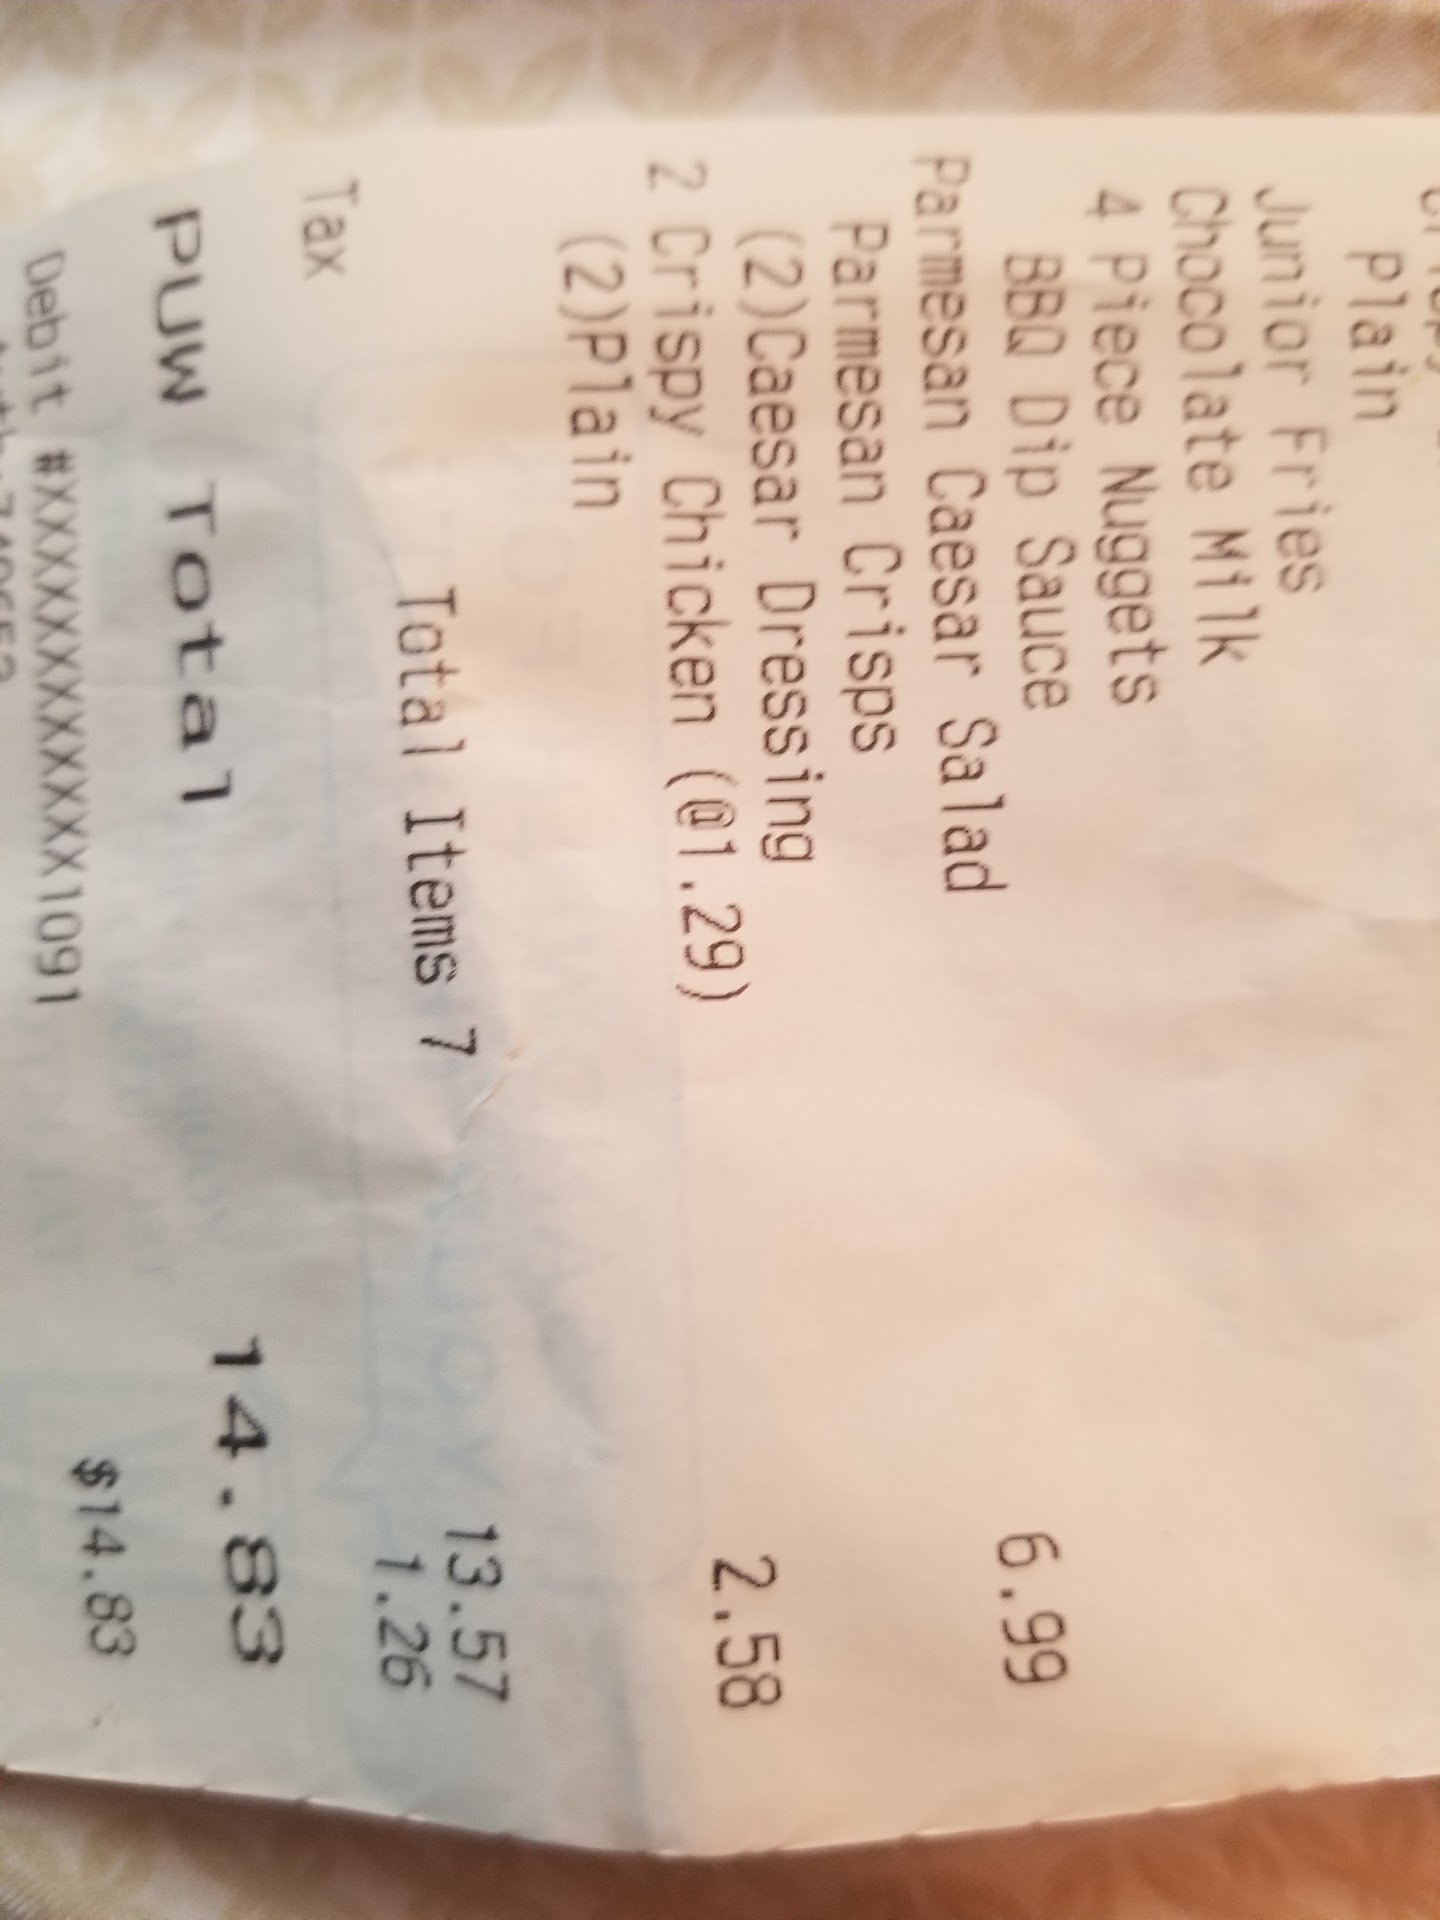 Plain
Junior Fries
Chocolate Milk
4 Piece Nuggets
BBQ Dip Sauce
Parmesan Caesar Salad 6.99
Parmesan Crisps
(2)Caesar Dressing
2 Crispy Chicken (@1.29) 2.58
(2)Plain
Total Items 7 13.57
Tax 1.26
PUW Total 14.83
Debit #XXXXXXXXXXXX1091 $14.83